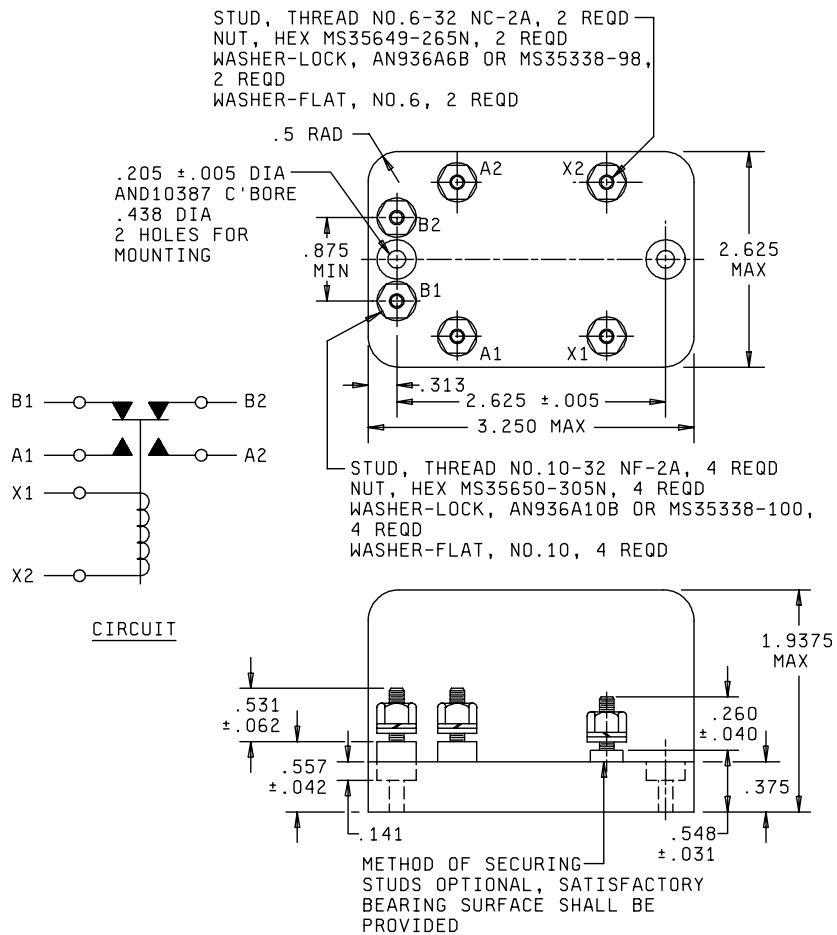 STUD, THREAD NO.6-32 NC-2A, 2 REQD
NUT, HEX MS35649-265N, 2 REQD
WASHER-LOCK, AN936A6B OR MS35338-98,
2 REQD
WASHER-FLAT, NO.6, 2 REQD
.5 RAD
.205 ±.005 DIA
AND10387 C'BORE
.438 DIA
2 HOLES FOR
MOUNTING
A2
X2
B2
.875
MIN
2.625
MAX
B1
A1
X1
.313
2.625 ±.005
3.250 MAX
B1
B2
A1
A2
X1
X2
CIRCUIT
STUD, THREAD NO.10-32 NF-2A, 4 REQD
NUT, HEX MS35650-305N, 4 REQD
WASHER-LOCK, AN936A10B OR MS35338-100,
4 REQD
WASHER-FLAT, NO.10, 4 REQD
1.9375
MAX
.531
±.062
.260
±.040
.557
±.042
.375
.141
.548
±.031
METHOD OF SECURING
STUDS OPTIONAL, SATISFACTORY
BEARING SURFACE SHALL BE
PROVIDED